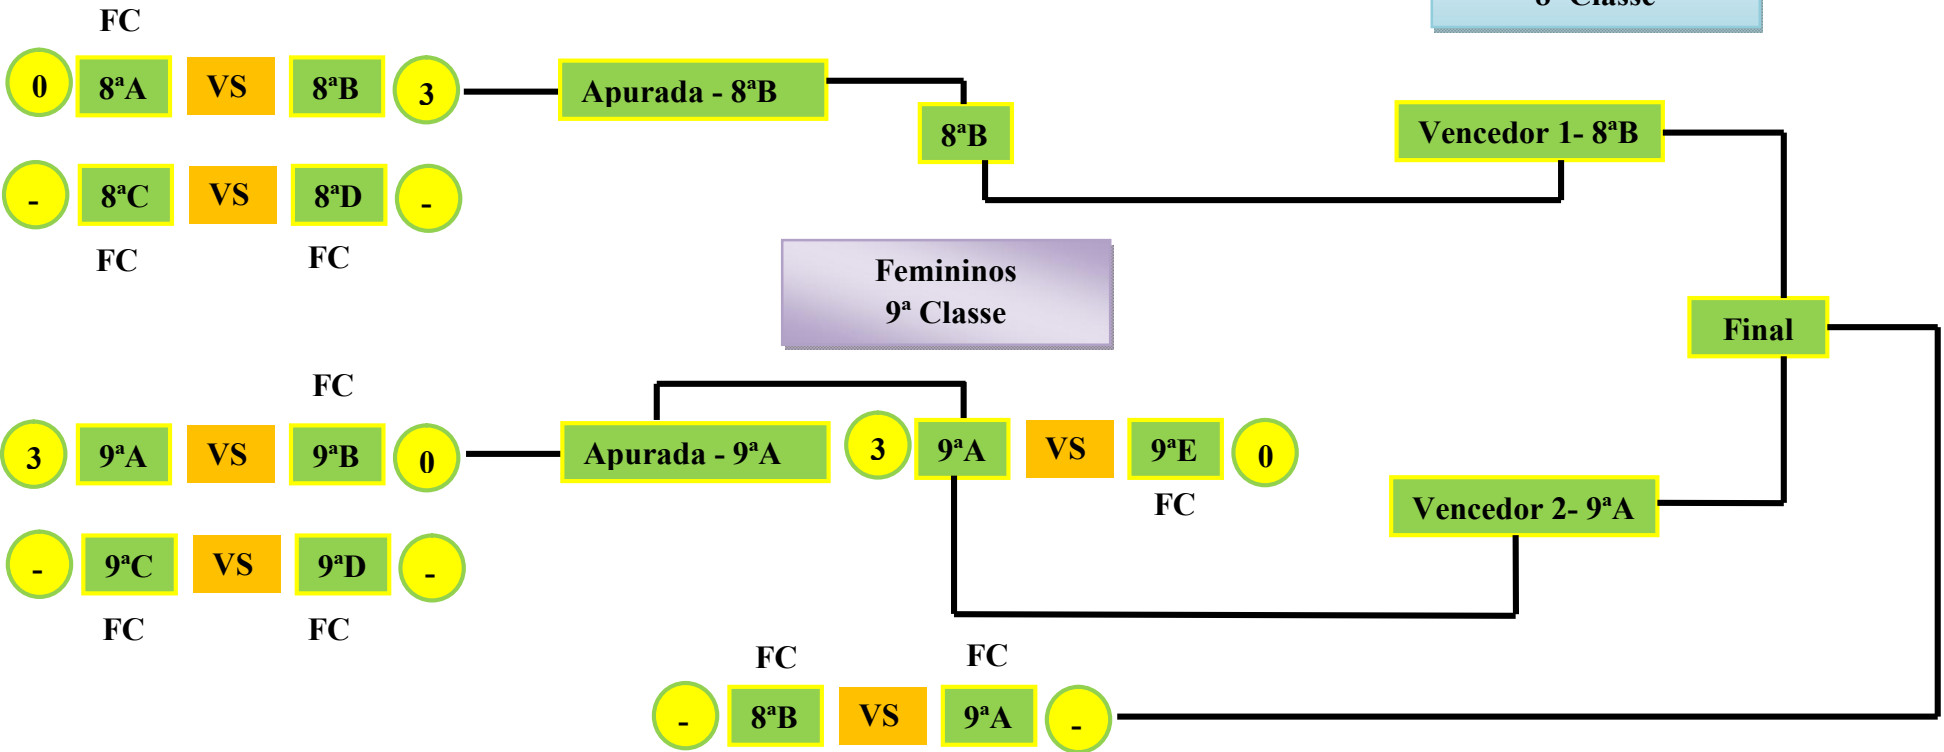 8ª Classe
FC
0 8ªA VS 8ªB 3
Apurada - 8ªB
8ªB
Vencedor 1- 8ªB
- 8ªC VS 8ªD -
FC FC
Femininos
9ª Classe
Final
FC
3 9ªA VS 9ªB 0
Apurada - 9ªA
3 9ªA VS 9ªE 0
FC
Vencedor 2- 9ªA
- 9ªC VS 9ªD -
FC FC
FC FC
- 8ªB VS 9ªA -